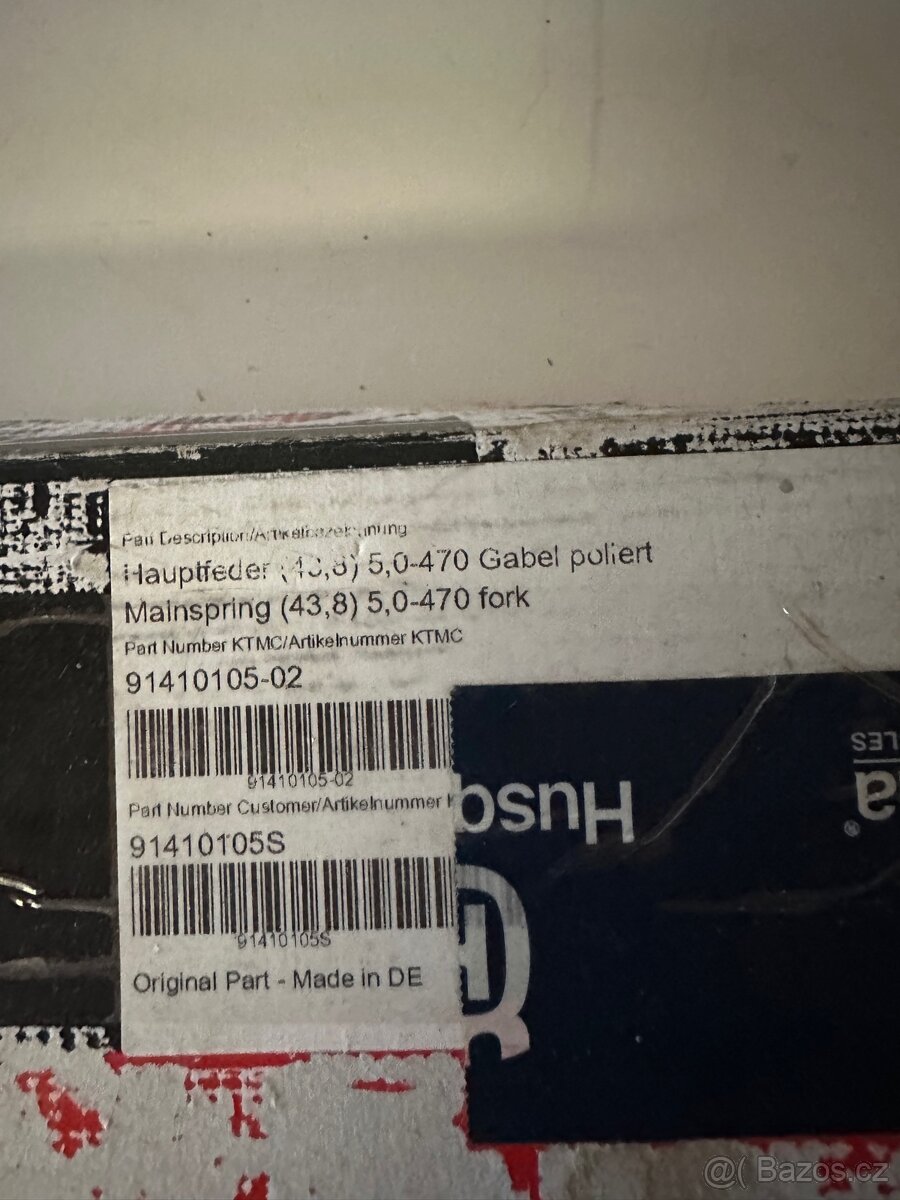 Part Description/Artikelbezeichnung
Hauptfeder (43,8) 5,0-470 Gabel poliert
Mainspring (43,8) 5,0-470 fork
Part Number KTMC/Artikelnummer KTMC
91410105-02
91410105-02
Part Number Customer/Artikelnummer
91410105S
91410105S
Original Part - Made in DE
Husq
a®
LES
@( Bazos.cz